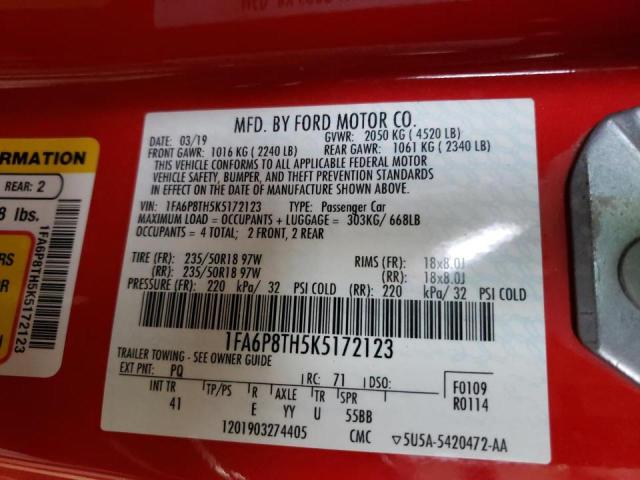 MFD. BY FORD MOTOR CO.
DATE: 03/19 GVWR: 2050 KG ( 4520 LB)
FRONT GAWR: 1016 KG ( 2240 LB) REAR GAWR: 1061 KG ( 2340 LB)
THIS VEHICLE CONFORMS TO ALL APPLICABLE FEDERAL MOTOR
VEHICLE SAFETY, BUMPER, AND THEFT PREVENTION STANDARDS
IN EFFECT ON THE DATE OF MANUFACTURE SHOWN ABOVE.
VIN: 1FA6P8TH5K5172123 TYPE: Passenger Car
MAXIMUM LOAD = OCCUPANTS + LUGGAGE = 303KG/ 668LB
OCCUPANTS = 4 TOTAL; 2 FRONT, 2 REAR
TIRE (FR): 235/50R18 97W RIMS (FR): 18x8.0J
(RR): 235/50R18 97W (RR): 18x8.0J
PRESSURE (FR): 220 kPa/ 32 PSI COLD (RR): 220 kPa/ 32 PSI COLD
1FA6P8TH5K5172123
TRAILER TOWING - SEE OWNER GUIDE
EXT PNT: PQ RC: 71 DSO: F0109
INT TR TP/PS R AXLE TR SPR R0114
41 E YY U 55BB
1201903274405 CMC 5U5A-5420472-AA
ORMATION
REAR: 2
8 lbs.
ERS
OR
1FA6P8TH5K5172123